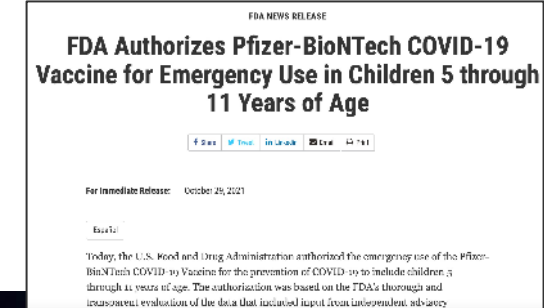 FDA NEWS RELEASE
FDA Authorizes Pfizer-BioNTech COVID-19
Vaccine for Emergency Use in Children 5 through
11 Years of Age
Share Tweet Linkedin Email Print
For Immediate Release: October 29, 2021
Español
Today, the U.S. Food and Drug Administration authorized the emergency use of the Pfizer-
BioNTech COVID-19 Vaccine for the prevention of COVID-19 to include children 5
through 11 years of age. The authorization was based on the FDA's thorough and
transparent evaluation of the data that included input from independent advisory